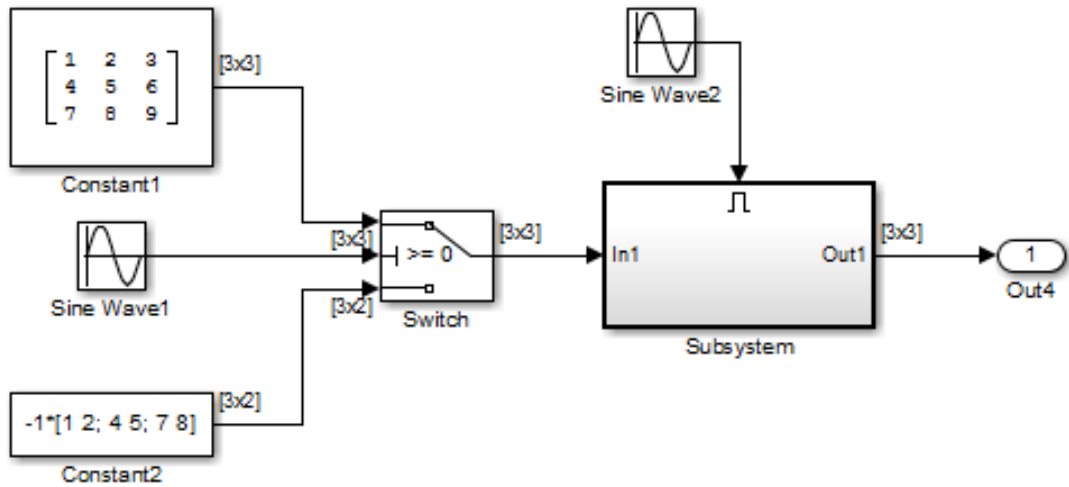 1 2 3
4 5 6
7 8 9
[3x3]
Constant1
Sine Wave2
[3x3]
>= 0
[3x3]
In1
Out1
[3x3]
1
Out4
Sine Wave1
[3x2]
Switch
Subsystem
-1*[1 2; 4 5; 7 8]
[3x2]
Constant2